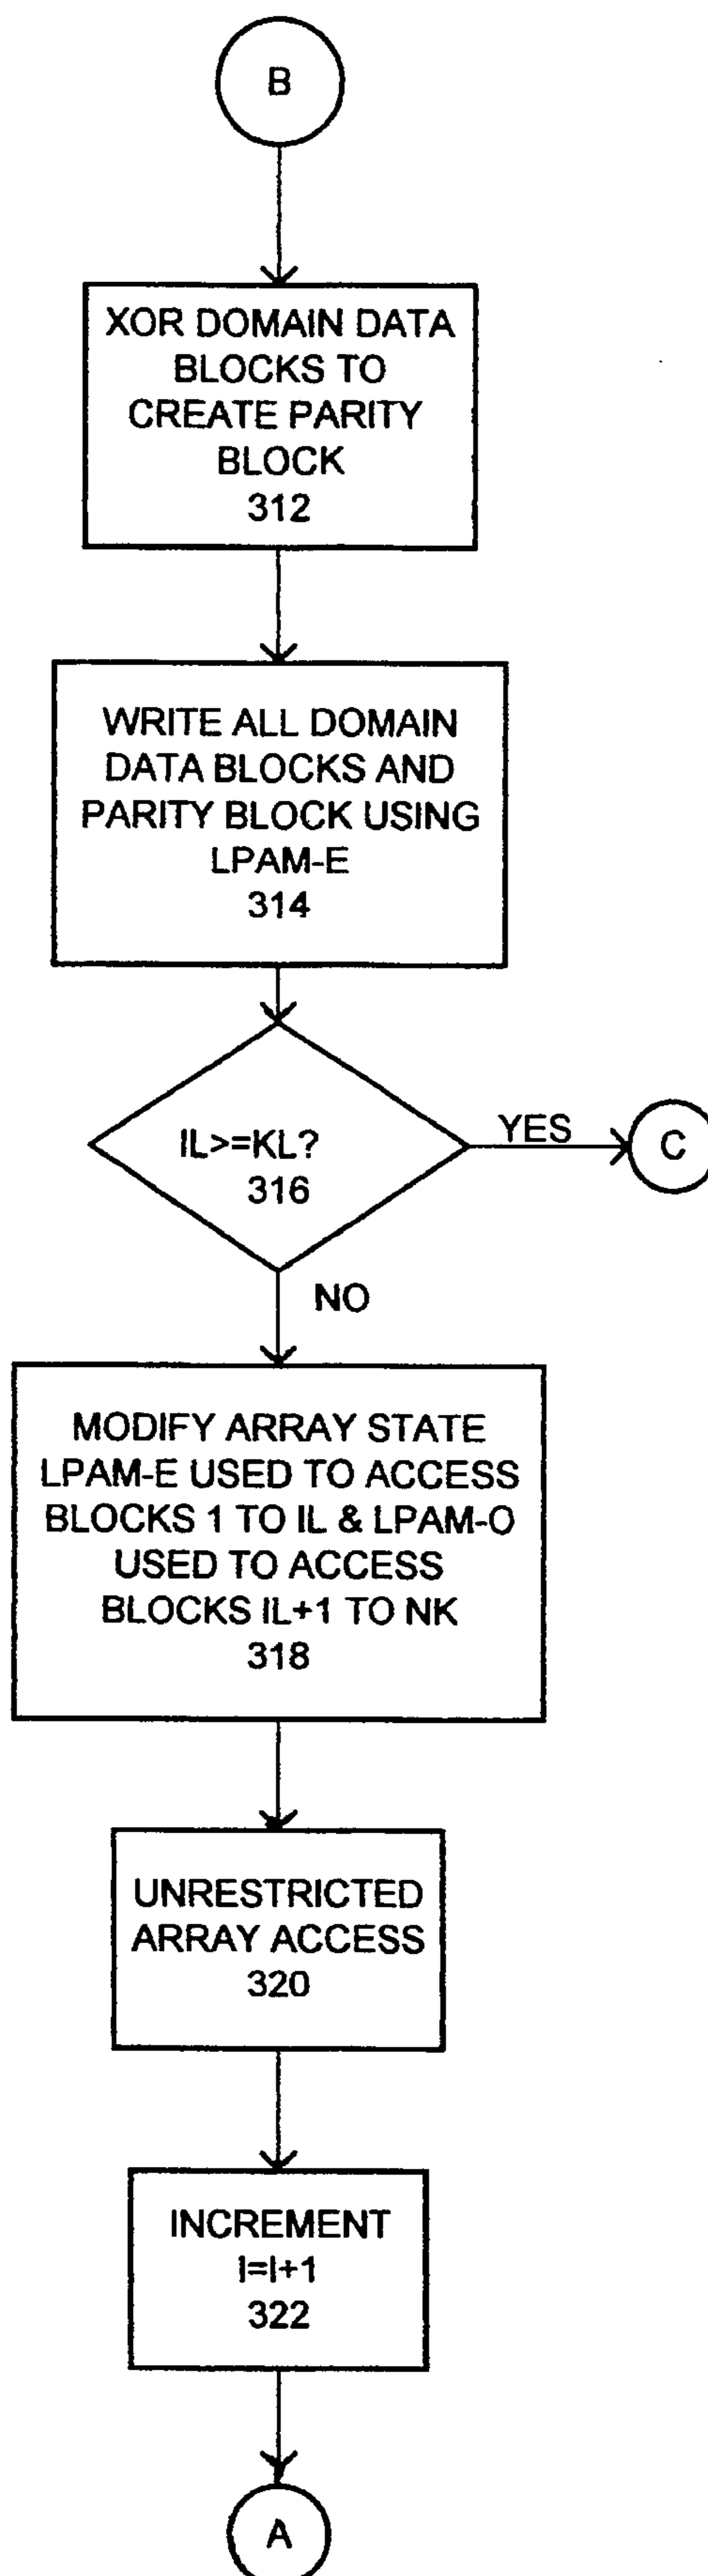 B
XOR DOMAIN DATA
BLOCKS TO
CREATE PARITY
BLOCK
312
WRITE ALL DOMAIN
DATA BLOCKS AND
PARITY BLOCK USING
LPAM-E
314
IL>=KL?
316
YES
C
NO
MODIFY ARRAY STATE
LPAM-E USED TO ACCESS
BLOCKS 1 TO IL & LPAM-O
USED TO ACCESS
BLOCKS IL+1 TO NK
318
UNRESTRICTED
ARRAY ACCESS
320
INCREMENT
I=I+1
322
A